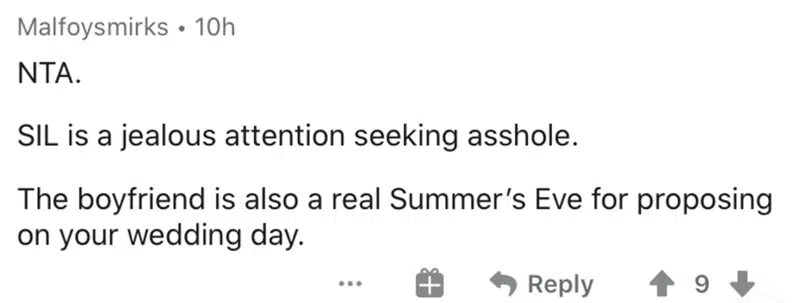 Malfoysmirks • 10h
NTA.
SIL is a jealous attention seeking asshole.
The boyfriend is also a real Summer's Eve for proposing
on your wedding day.
... Reply 9